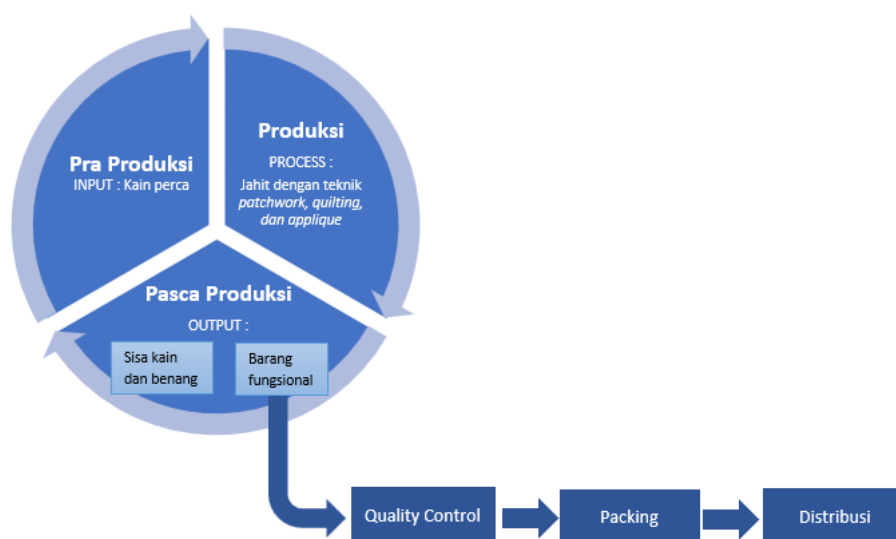 Pra Produksi
INPUT : Kain perca
Produksi
PROCESS :
Jahit dengan teknik
patchwork, quilting,
dan applique
Pasca Produksi
OUTPUT :
Sisa kain
dan benang
Barang
fungsional
Quality Control
Packing
Distribusi